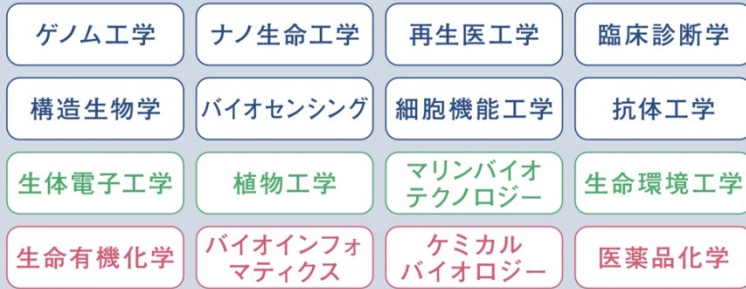 ゲノム工学
ナノ生命工学
再生医工学
臨床診断学
構造生物学
バイオセンシング
細胞機能工学
抗体工学
生体電子工学
植物工学
マリンバイオ
テクノロジー
生命環境工学
生命有機化学
バイオインフォ
マティクス
ケミカル
バイオロジー
医薬品化学